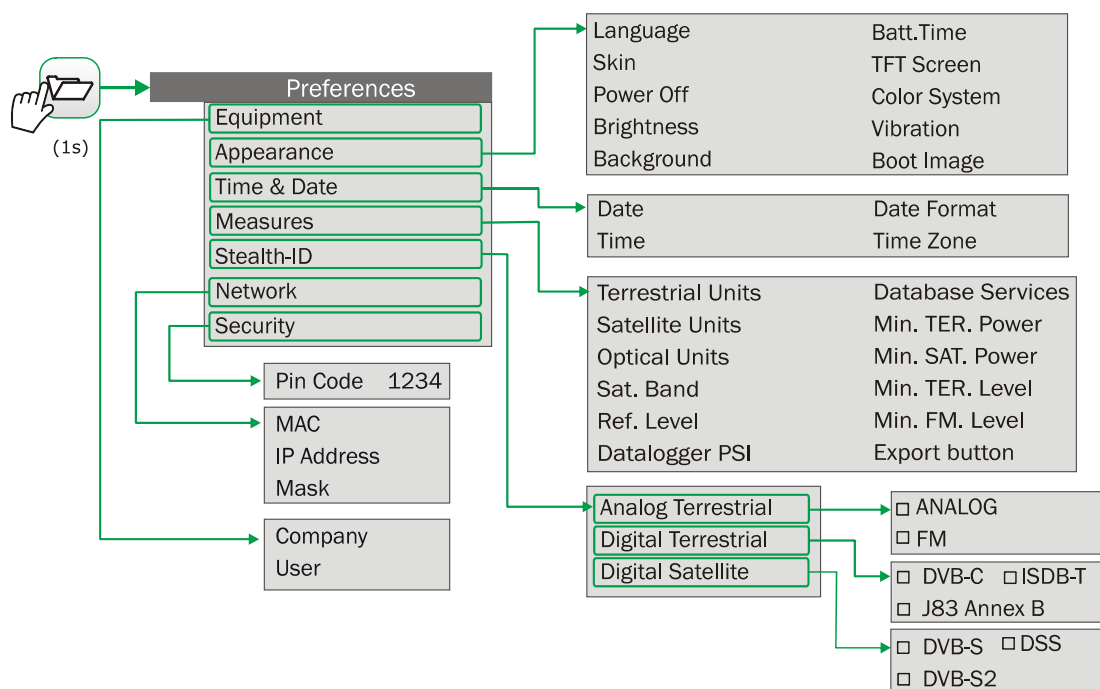 (1s)
Preferences
Equipment
Appearance
Time & Date
Measures
Stealth-ID
Network
Security
Language Batt.Time
Skin TFT Screen
Power Off Color System
Brightness Vibration
Background Boot Image
Date Date Format
Time Time Zone
Terrestrial Units Database Services
Satellite Units Min. TER. Power
Optical Units Min. SAT. Power
Sat. Band Min. TER. Level
Ref. Level Min. FM. Level
Datalogger PSI Export button
Pin Code 1234
MAC
IP Address
Mask
Company
User
Analog Terrestrial
Digital Terrestrial
Digital Satellite
ANALOG
FM
DVB-C ISDB-T
J83 Annex B
DVB-S DSS
DVB-S2